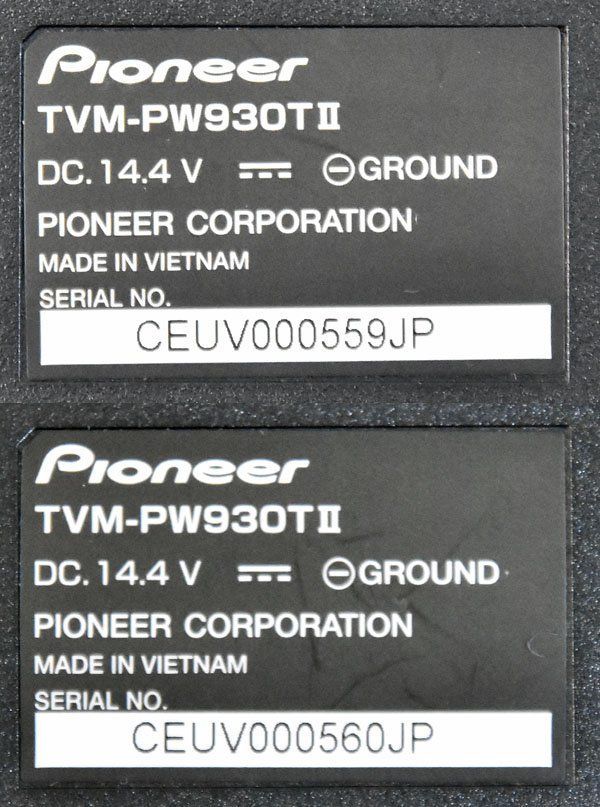 Pioneer
TVM-PW930TⅡ
DC. 14.4 V ⎓ ⊖GROUND
PIONEER CORPORATION
MADE IN VIETNAM
SERIAL NO.
CEUV000559JP
Pioneer
TVM-PW930TⅡ
DC. 14.4 V ⎓ ⊖GROUND
PIONEER CORPORATION
MADE IN VIETNAM
SERIAL NO.
CEUV000560JP